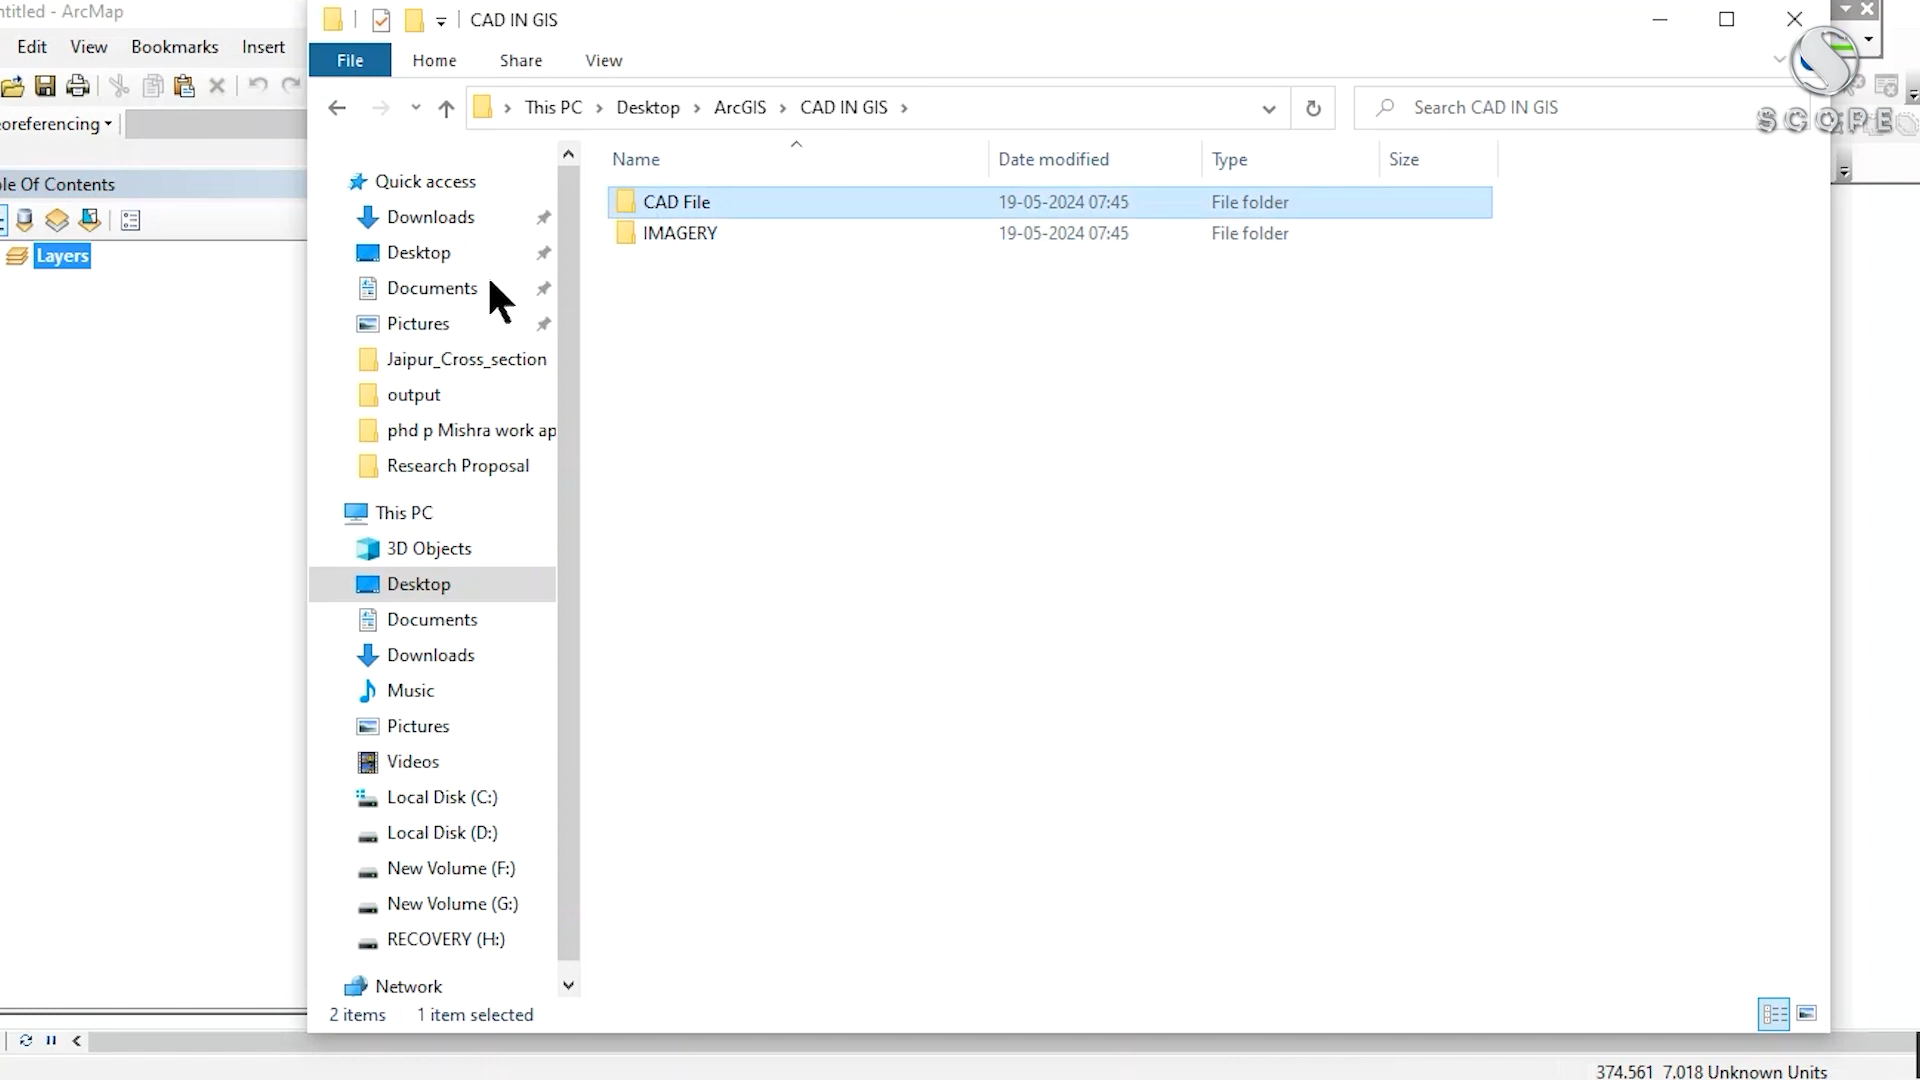 ntitled - ArcMap
Edit View Bookmarks Insert
eoreferencing
le Of Contents
Layers
CAD IN GIS
File Home Share View
This PC Desktop ArcGIS CAD IN GIS
Search CAD IN GIS
SCOPE
Name Date modified Type Size
CAD File 19-05-2024 07:45 File folder
IMAGERY 19-05-2024 07:45 File folder
Quick access
Downloads
Desktop
Documents
Pictures
Jaipur_Cross_section
output
phd p Mishra work ap
Research Proposal
This PC
3D Objects
Desktop
Documents
Downloads
Music
Pictures
Videos
Local Disk (C:)
Local Disk (D:)
New Volume (F:)
New Volume (G:)
RECOVERY (H:)
Network
2 items 1 item selected
374.561 7.018 Unknown Units